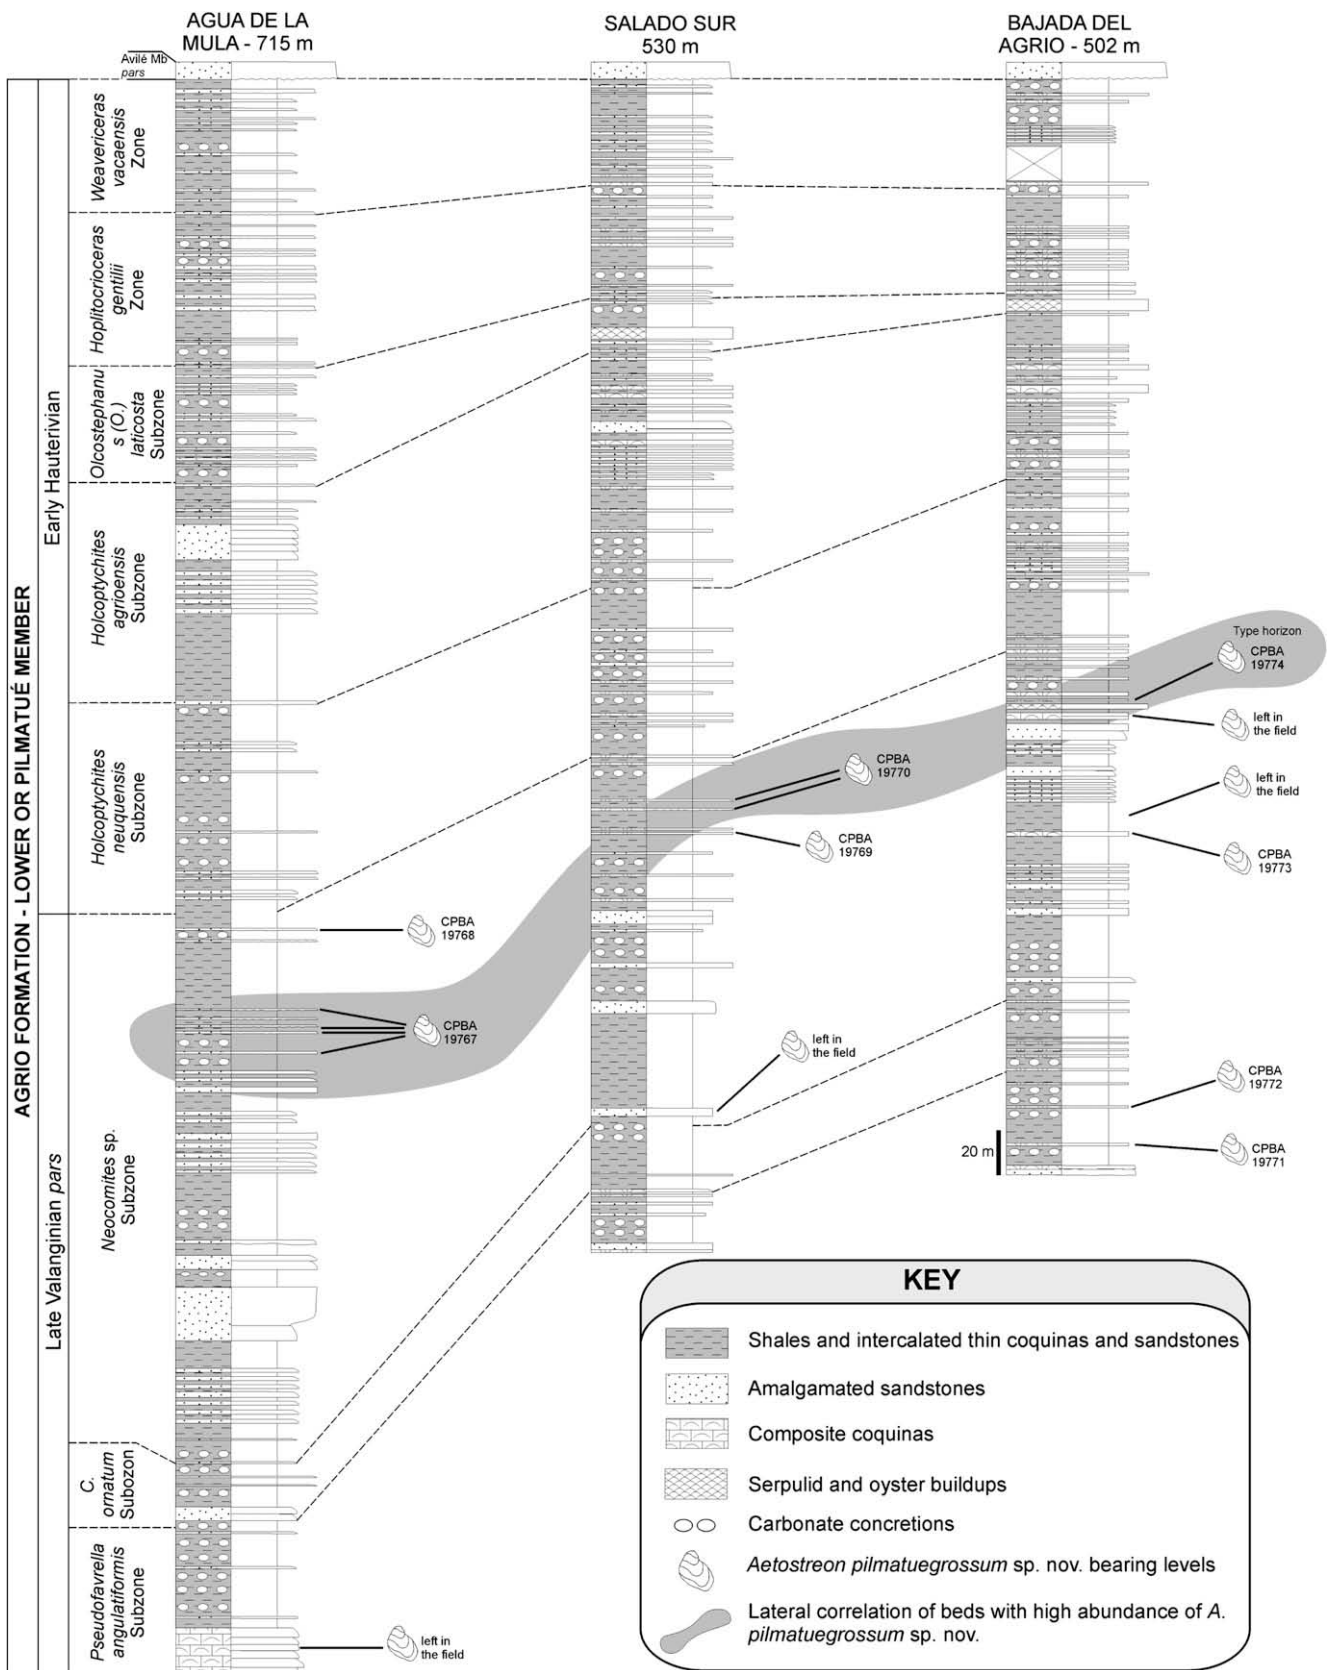 AGUA DE LA
MULA - 715 m
SALADO SUR
530 m
BAJADA DEL
AGRIO - 502 m
Avilé Mb
pars
AGRIO FORMATION - LOWER OR PILMATUÉ MEMBER
Early Hauterivian
Late Valanginian pars
Weavericeras
vacaensis
Zone
Hoplitocrioceras
gentilii
Zone
Olcostephanu
s (O.)
laticosta
Subzone
Holcoptychites
agrioensis
Subzone
Holcoptychites
neuquensis
Subzone
Neocomites sp.
Subzone
C.
ornatum
Subozon
Pseudofavrella
angulatiformis
Subzone
CPBA
19768
CPBA
19767
left in
the field
CPBA
19770
CPBA
19769
left in
the field
Type horizon
CPBA
19774
left in
the field
left in
the field
CPBA
19773
CPBA
19772
CPBA
19771
20 m
KEY
Shales and intercalated thin coquinas and sandstones
Amalgamated sandstones
Composite coquinas
Serpulid and oyster buildups
Carbonate concretions
Aetostreon pilmatuegrossum sp. nov. bearing levels
Lateral correlation of beds with high abundance of A.
pilmatuegrossum sp. nov.